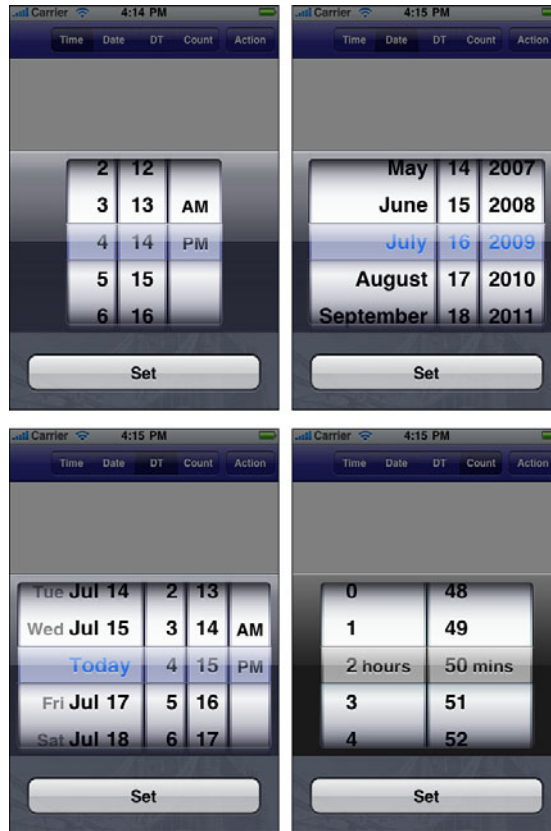 Carrier 4:14 PM
Time Date DT Count Action
2 12
3 13 AM
4 14 PM
5 15
6 16
Set
Carrier 4:15 PM
Time Date DT Count Action
May 14 2007
June 15 2008
July 16 2009
August 17 2010
September 18 2011
Set
Carrier 4:15 PM
Time Date DT Count Action
Tue Jul 14 2 13
Wed Jul 15 3 14 AM
Today 4 15 PM
Fri Jul 17 5 16
Sat Jul 18 6 17
Set
Carrier 4:15 PM
Time Date DT Count Action
0 48
1 49
2 hours 50 mins
3 51
4 52
Set